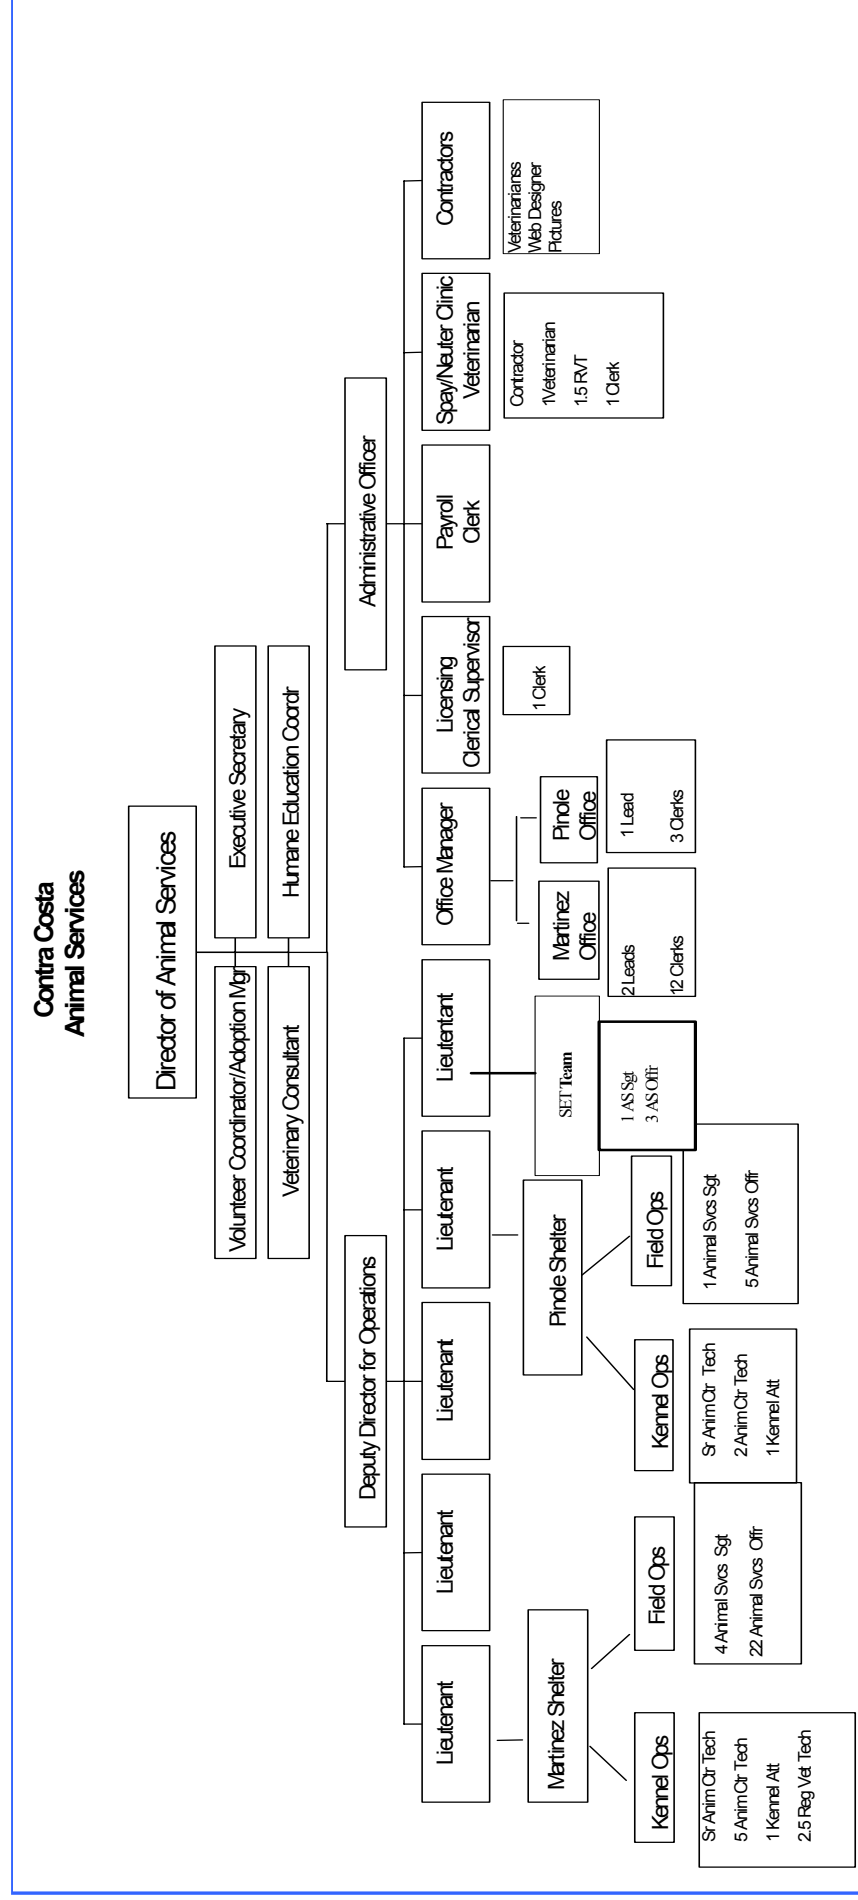 Contra Costa
Animal Services
Director of Animal Services
Volunteer Coordinator/Adoption Mgr
Executive Secretary
Veterinary Consultant
Humane Education Coordr
Deputy Director for Operations
Administrative Officer
Lieutenant
Lieutenant
Lieutenant
Lieutenant
Lieutentant
Office Manager
Licensing
Clerical Supervisor
Payroll
Clerk
Spay/Neuter Clinic
Veterinarian
Contractors
Martinez Shelter
Pinole Shelter
SET Team
1 AS Sgt
3 AS Offr
Martinez
Office
Pinole
Office
2 Leads
12 Clerks
1 Lead
3 Clerks
1 Clerk
Contractor
1Veterinarian
1.5 RVT
1 Clerk
Veterinarianss
Web Designer
Pictures
Kennel Ops
Field Ops
Kennel Ops
Field Ops
Sr Anim Ctr Tech
5 Anim Ctr Tech
1 Kennel Att
2.5 Reg Vet Tech
4 Animal Svcs Sgt
22 Animal Svcs Offr
Sr Anim Ctr Tech
2 Anim Ctr Tech
1 Kennel Att
1 Animal Svcs Sgt
5 Animal Svcs Offr